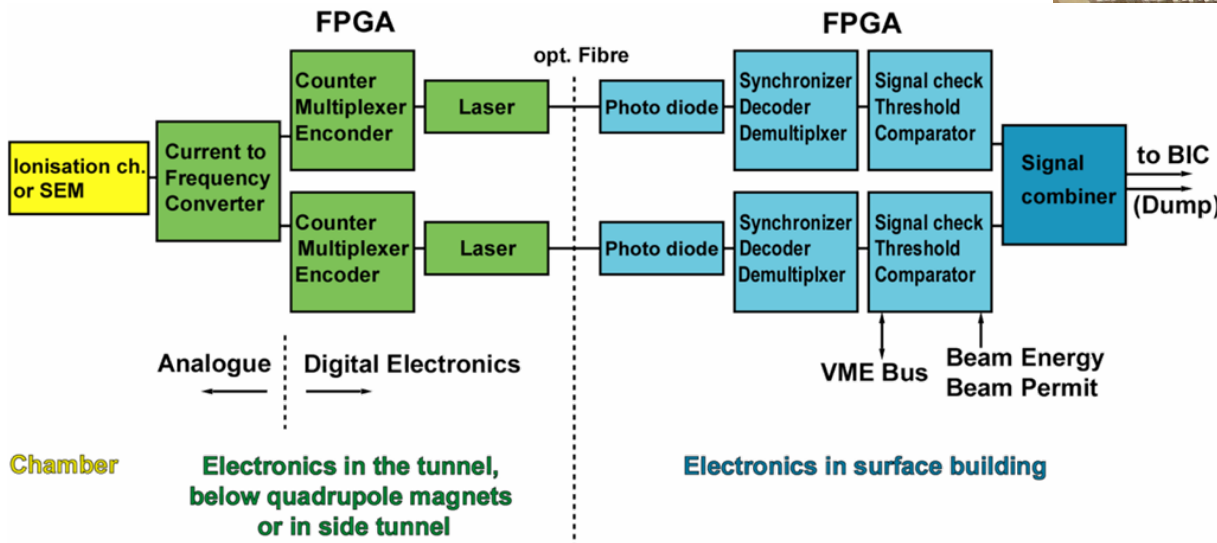 FPGA
FPGA
opt. Fibre
Counter
Multiplexer
Enconder
Laser
Photo diode
Synchronizer
Decoder
Demultiplxer
Signal check
Threshold
Comparator
Ionisation ch.
or SEM
Current to
Frequency
Converter
Signal
combiner
to BIC
(Dump)
Counter
Multiplexer
Encoder
Laser
Photo diode
Synchronizer
Decoder
Demultiplxer
Signal check
Threshold
Comparator
Analogue
Digital Electronics
VME Bus
Beam Energy
Beam Permit
Chamber
Electronics in the tunnel,
below quadrupole magnets
or in side tunnel
Electronics in surface building